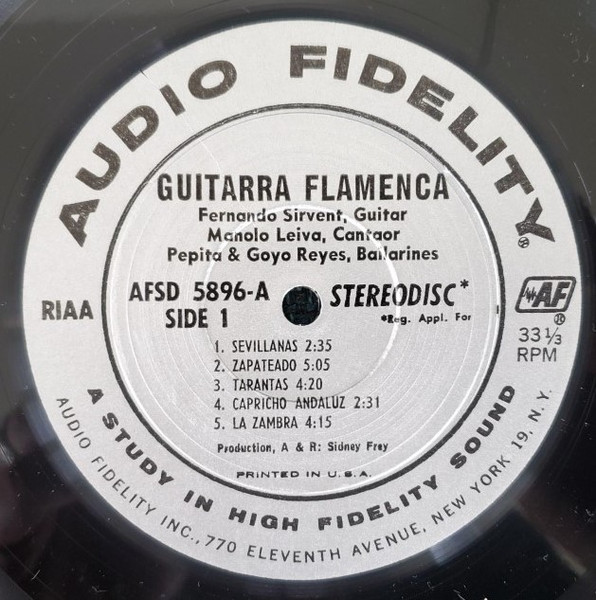 AUDIO FIDELITY®
GUITARRA FLAMENCA
Fernando Sirvent, Guitar
Manolo Leiva, Cantaor
Pepita & Goyo Reyes, Bailarines
RIAA
AFSD 5896-A
SIDE 1
STEREODISC*
*Reg. Appl. For
AF®
33 1/3
RPM
1. SEVILLANAS 2:35
2. ZAPATEADO 5:05
3. TARANTAS 4:20
4. CAPRICHO ANDALUZ 2:31
5. LA ZAMBRA 4:15
Production, A & R: Sidney Frey
PRINTED IN U.S.A.
A STUDY IN HIGH FIDELITY SOUND
AUDIO FIDELITY INC., 770 ELEVENTH AVENUE, NEW YORK 19, N.Y.